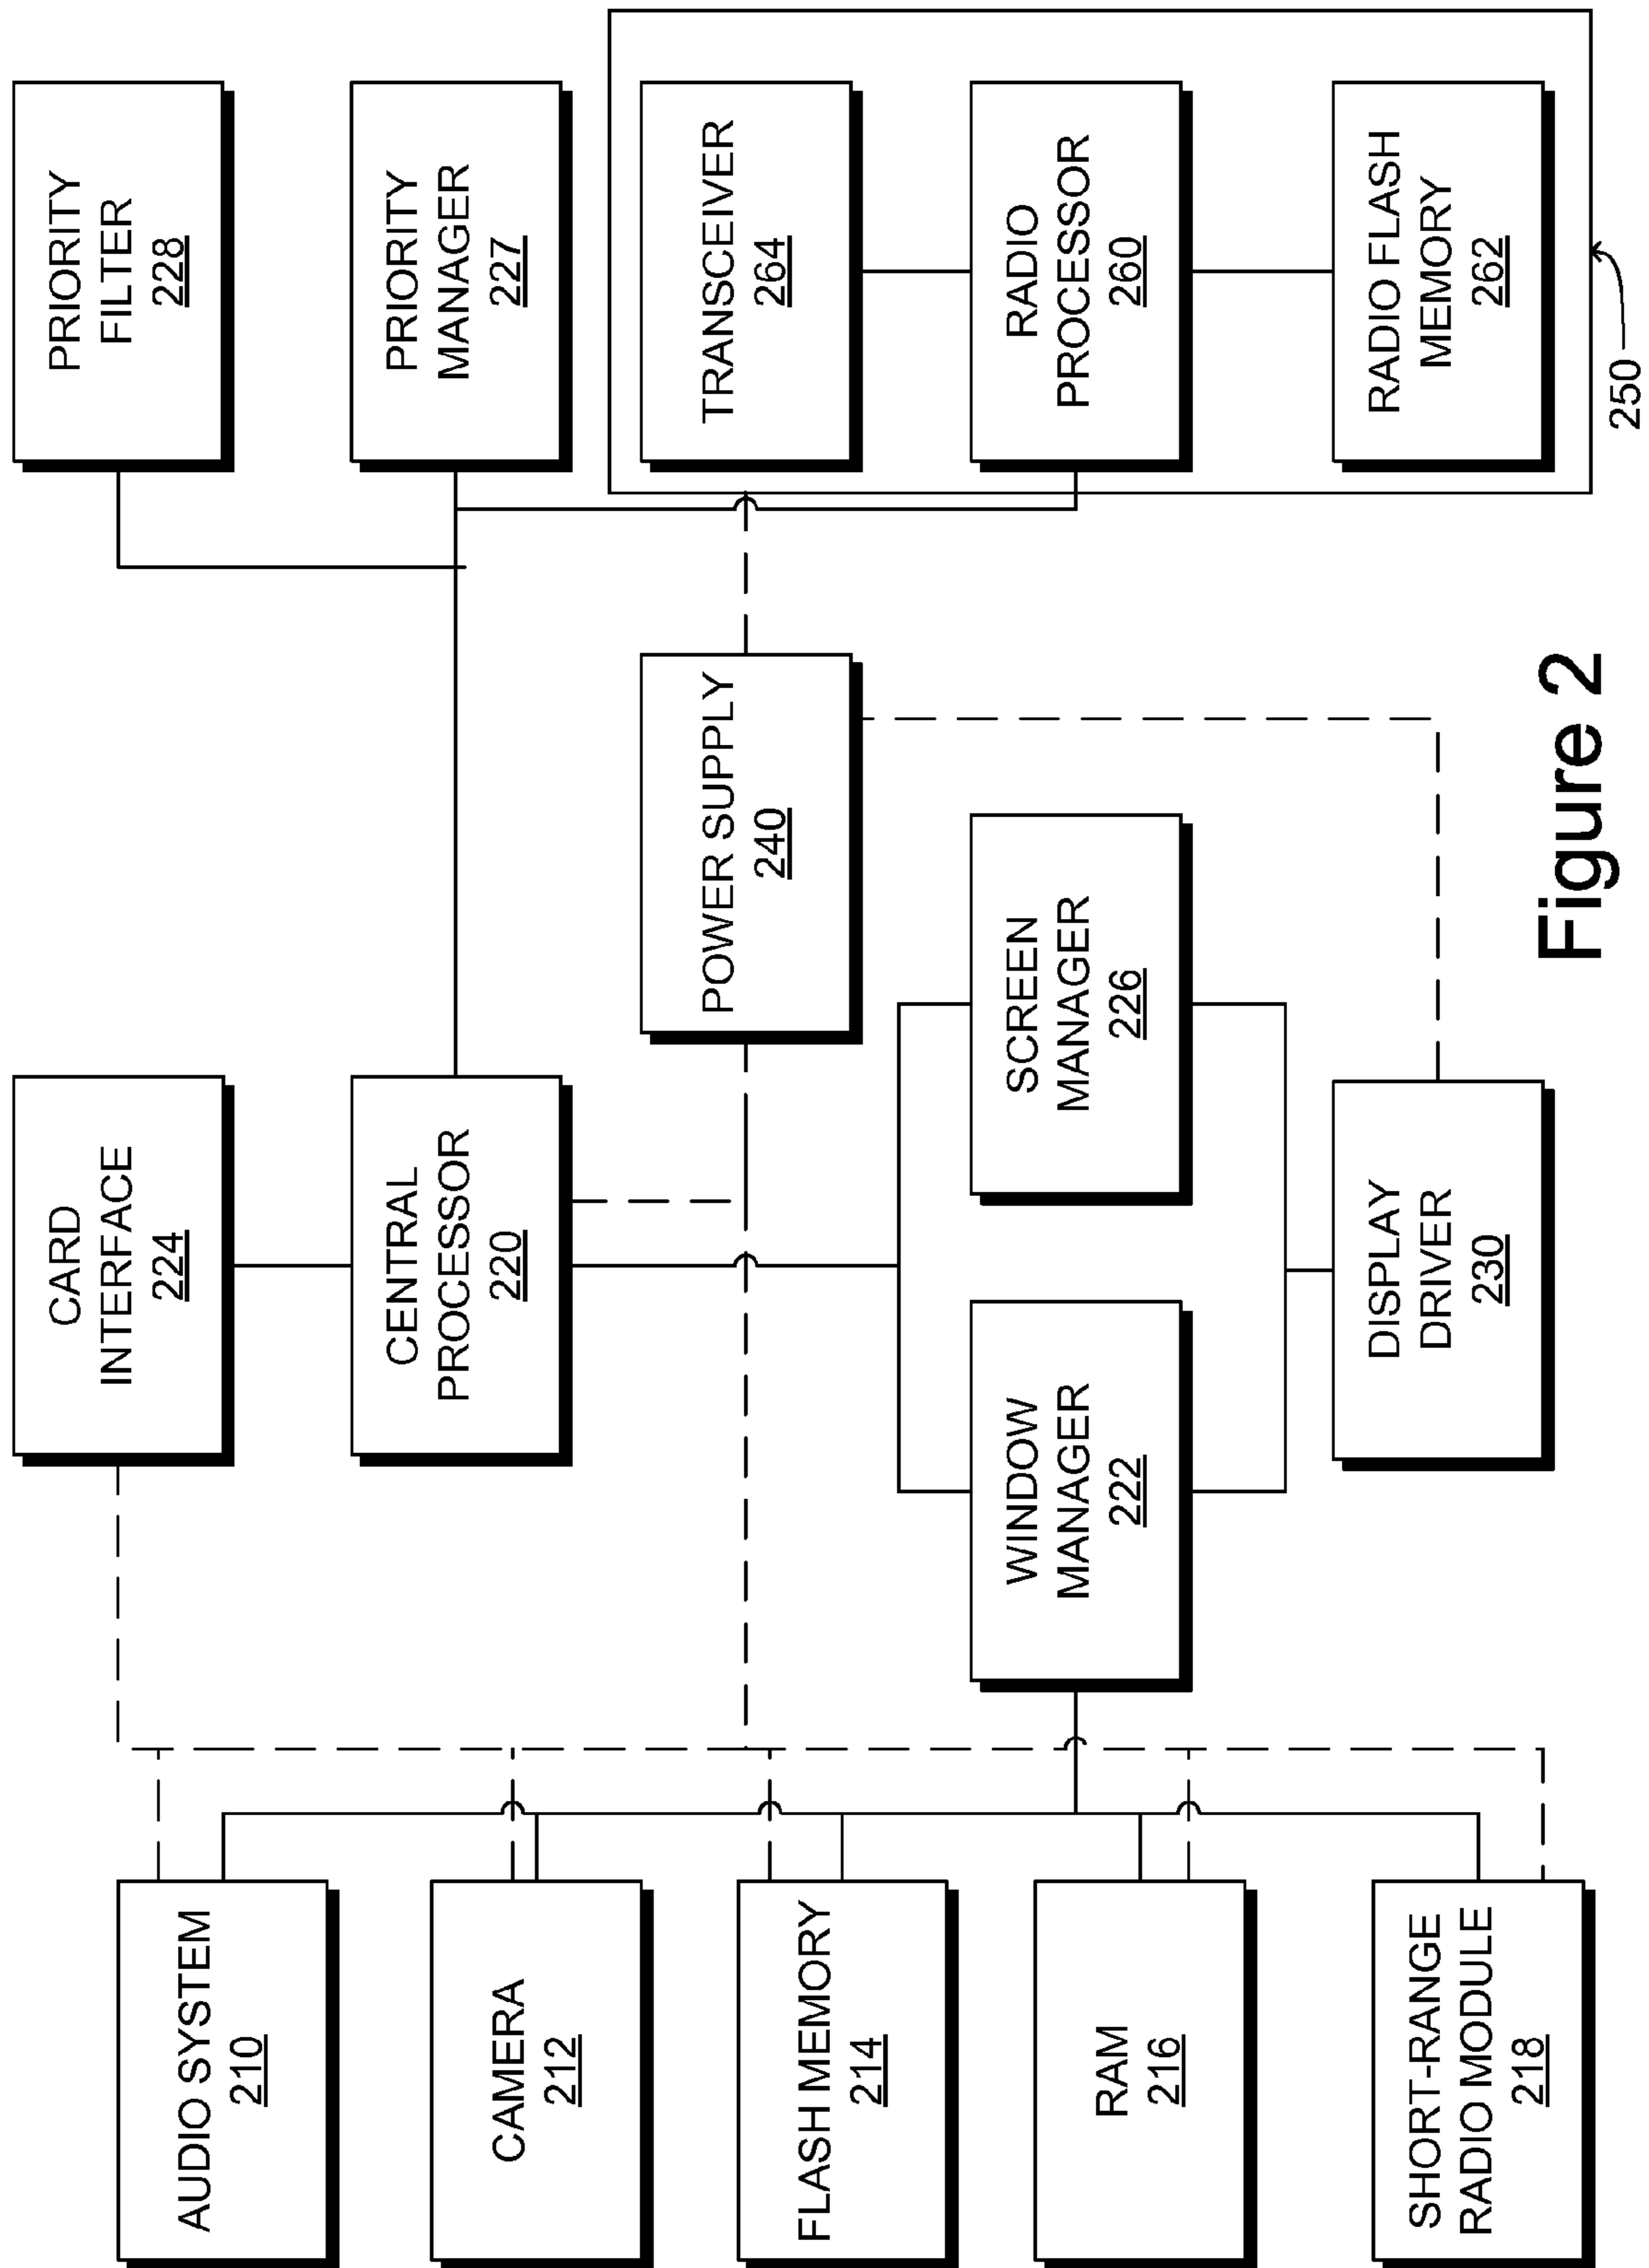 AUDIO SYSTEM
210
CAMERA
212
FLASH MEMORY
214
RAM
216
SHORT-RANGE
RADIO MODULE
218
CARD
INTERFACE
224
CENTRAL
PROCESSOR
220
WINDOW
MANAGER
222
SCREEN
MANAGER
226
DISPLAY
DRIVER
230
POWER SUPPLY
240
PRIORITY
FILTER
228
PRIORITY
MANAGER
227
TRANSCEIVER
264
RADIO
PROCESSOR
260
RADIO FLASH
MEMORY
262
250
Figure 2